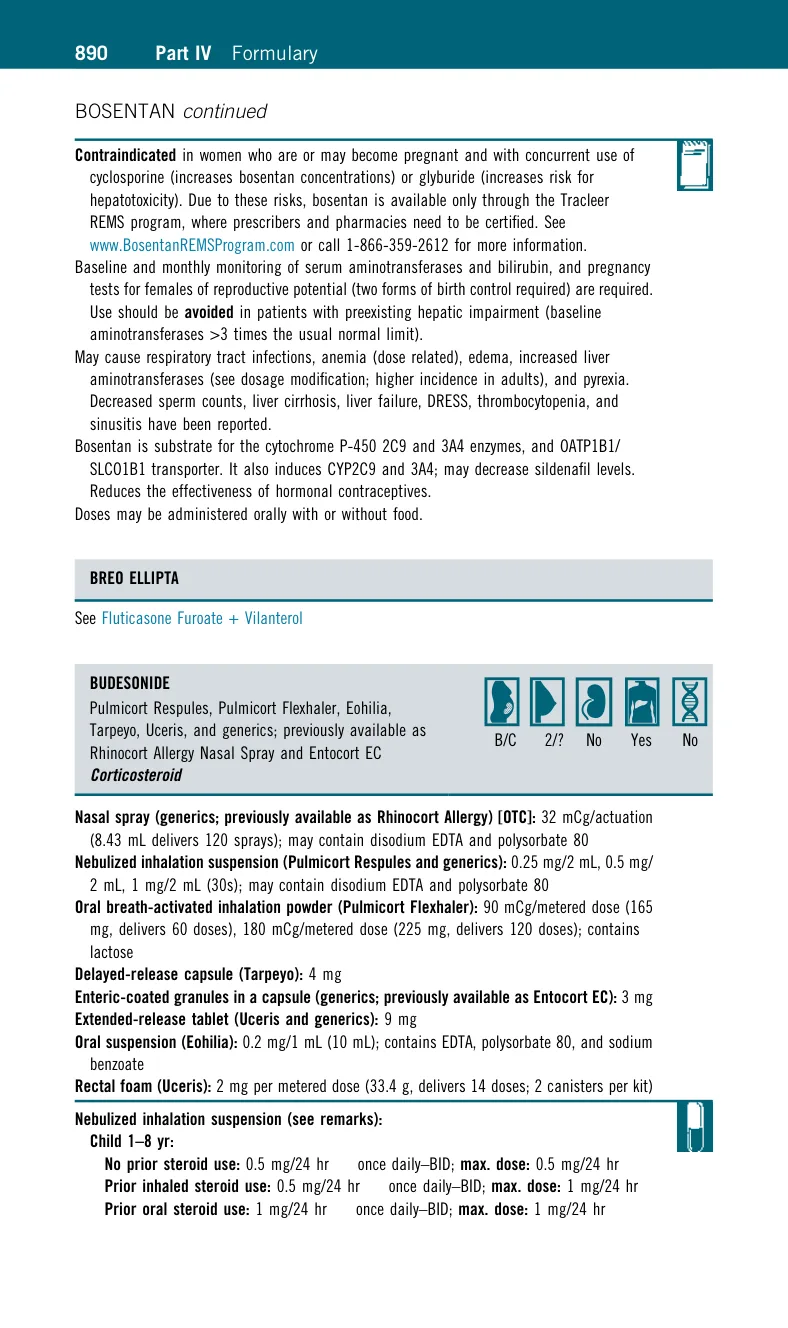 890 Part IV Formulary
BOSENTAN continued
Contraindicated in women who are or may become pregnant and with concurrent use of
cyclosporine (increases bosentan concentrations) or glyburide (increases risk for
hepatotoxicity). Due to these risks, bosentan is available only through the Tracleer
REMS program, where prescribers and pharmacies need to be certified. See
www.BosentanREMSProgram.com or call 1-866-359-2612 for more information.
Baseline and monthly monitoring of serum aminotransferases and bilirubin, and pregnancy
tests for females of reproductive potential (two forms of birth control required) are required.
Use should be avoided in patients with preexisting hepatic impairment (baseline
aminotransferases >3 times the usual normal limit).
May cause respiratory tract infections, anemia (dose related), edema, increased liver
aminotransferases (see dosage modification; higher incidence in adults), and pyrexia.
Decreased sperm counts, liver cirrhosis, liver failure, DRESS, thrombocytopenia, and
sinusitis have been reported.
Bosentan is substrate for the cytochrome P-450 2C9 and 3A4 enzymes, and OATP1B1/
SLCO1B1 transporter. It also induces CYP2C9 and 3A4; may decrease sildenafil levels.
Reduces the effectiveness of hormonal contraceptives.
Doses may be administered orally with or without food.
BREO ELLIPTA
See Fluticasone Furoate + Vilanterol
BUDESONIDE
Pulmicort Respules, Pulmicort Flexhaler, Eohilia,
Tarpeyo, Uceris, and generics; previously available as
Rhinocort Allergy Nasal Spray and Entocort EC
Corticosteroid
B/C 2/? No Yes No
Nasal spray (generics; previously available as Rhinocort Allergy) [OTC]: 32 mCg/actuation
(8.43 mL delivers 120 sprays); may contain disodium EDTA and polysorbate 80
Nebulized inhalation suspension (Pulmicort Respules and generics): 0.25 mg/2 mL, 0.5 mg/
2 mL, 1 mg/2 mL (30s); may contain disodium EDTA and polysorbate 80
Oral breath-activated inhalation powder (Pulmicort Flexhaler): 90 mCg/metered dose (165
mg, delivers 60 doses), 180 mCg/metered dose (225 mg, delivers 120 doses); contains
lactose
Delayed-release capsule (Tarpeyo): 4 mg
Enteric-coated granules in a capsule (generics; previously available as Entocort EC): 3 mg
Extended-release tablet (Uceris and generics): 9 mg
Oral suspension (Eohilia): 0.2 mg/1 mL (10 mL); contains EDTA, polysorbate 80, and sodium
benzoate
Rectal foam (Uceris): 2 mg per metered dose (33.4 g, delivers 14 doses; 2 canisters per kit)
Nebulized inhalation suspension (see remarks):
Child 1–8 yr:
No prior steroid use: 0.5 mg/24 hr once daily–BID; max. dose: 0.5 mg/24 hr
Prior inhaled steroid use: 0.5 mg/24 hr once daily–BID; max. dose: 1 mg/24 hr
Prior oral steroid use: 1 mg/24 hr once daily–BID; max. dose: 1 mg/24 hr